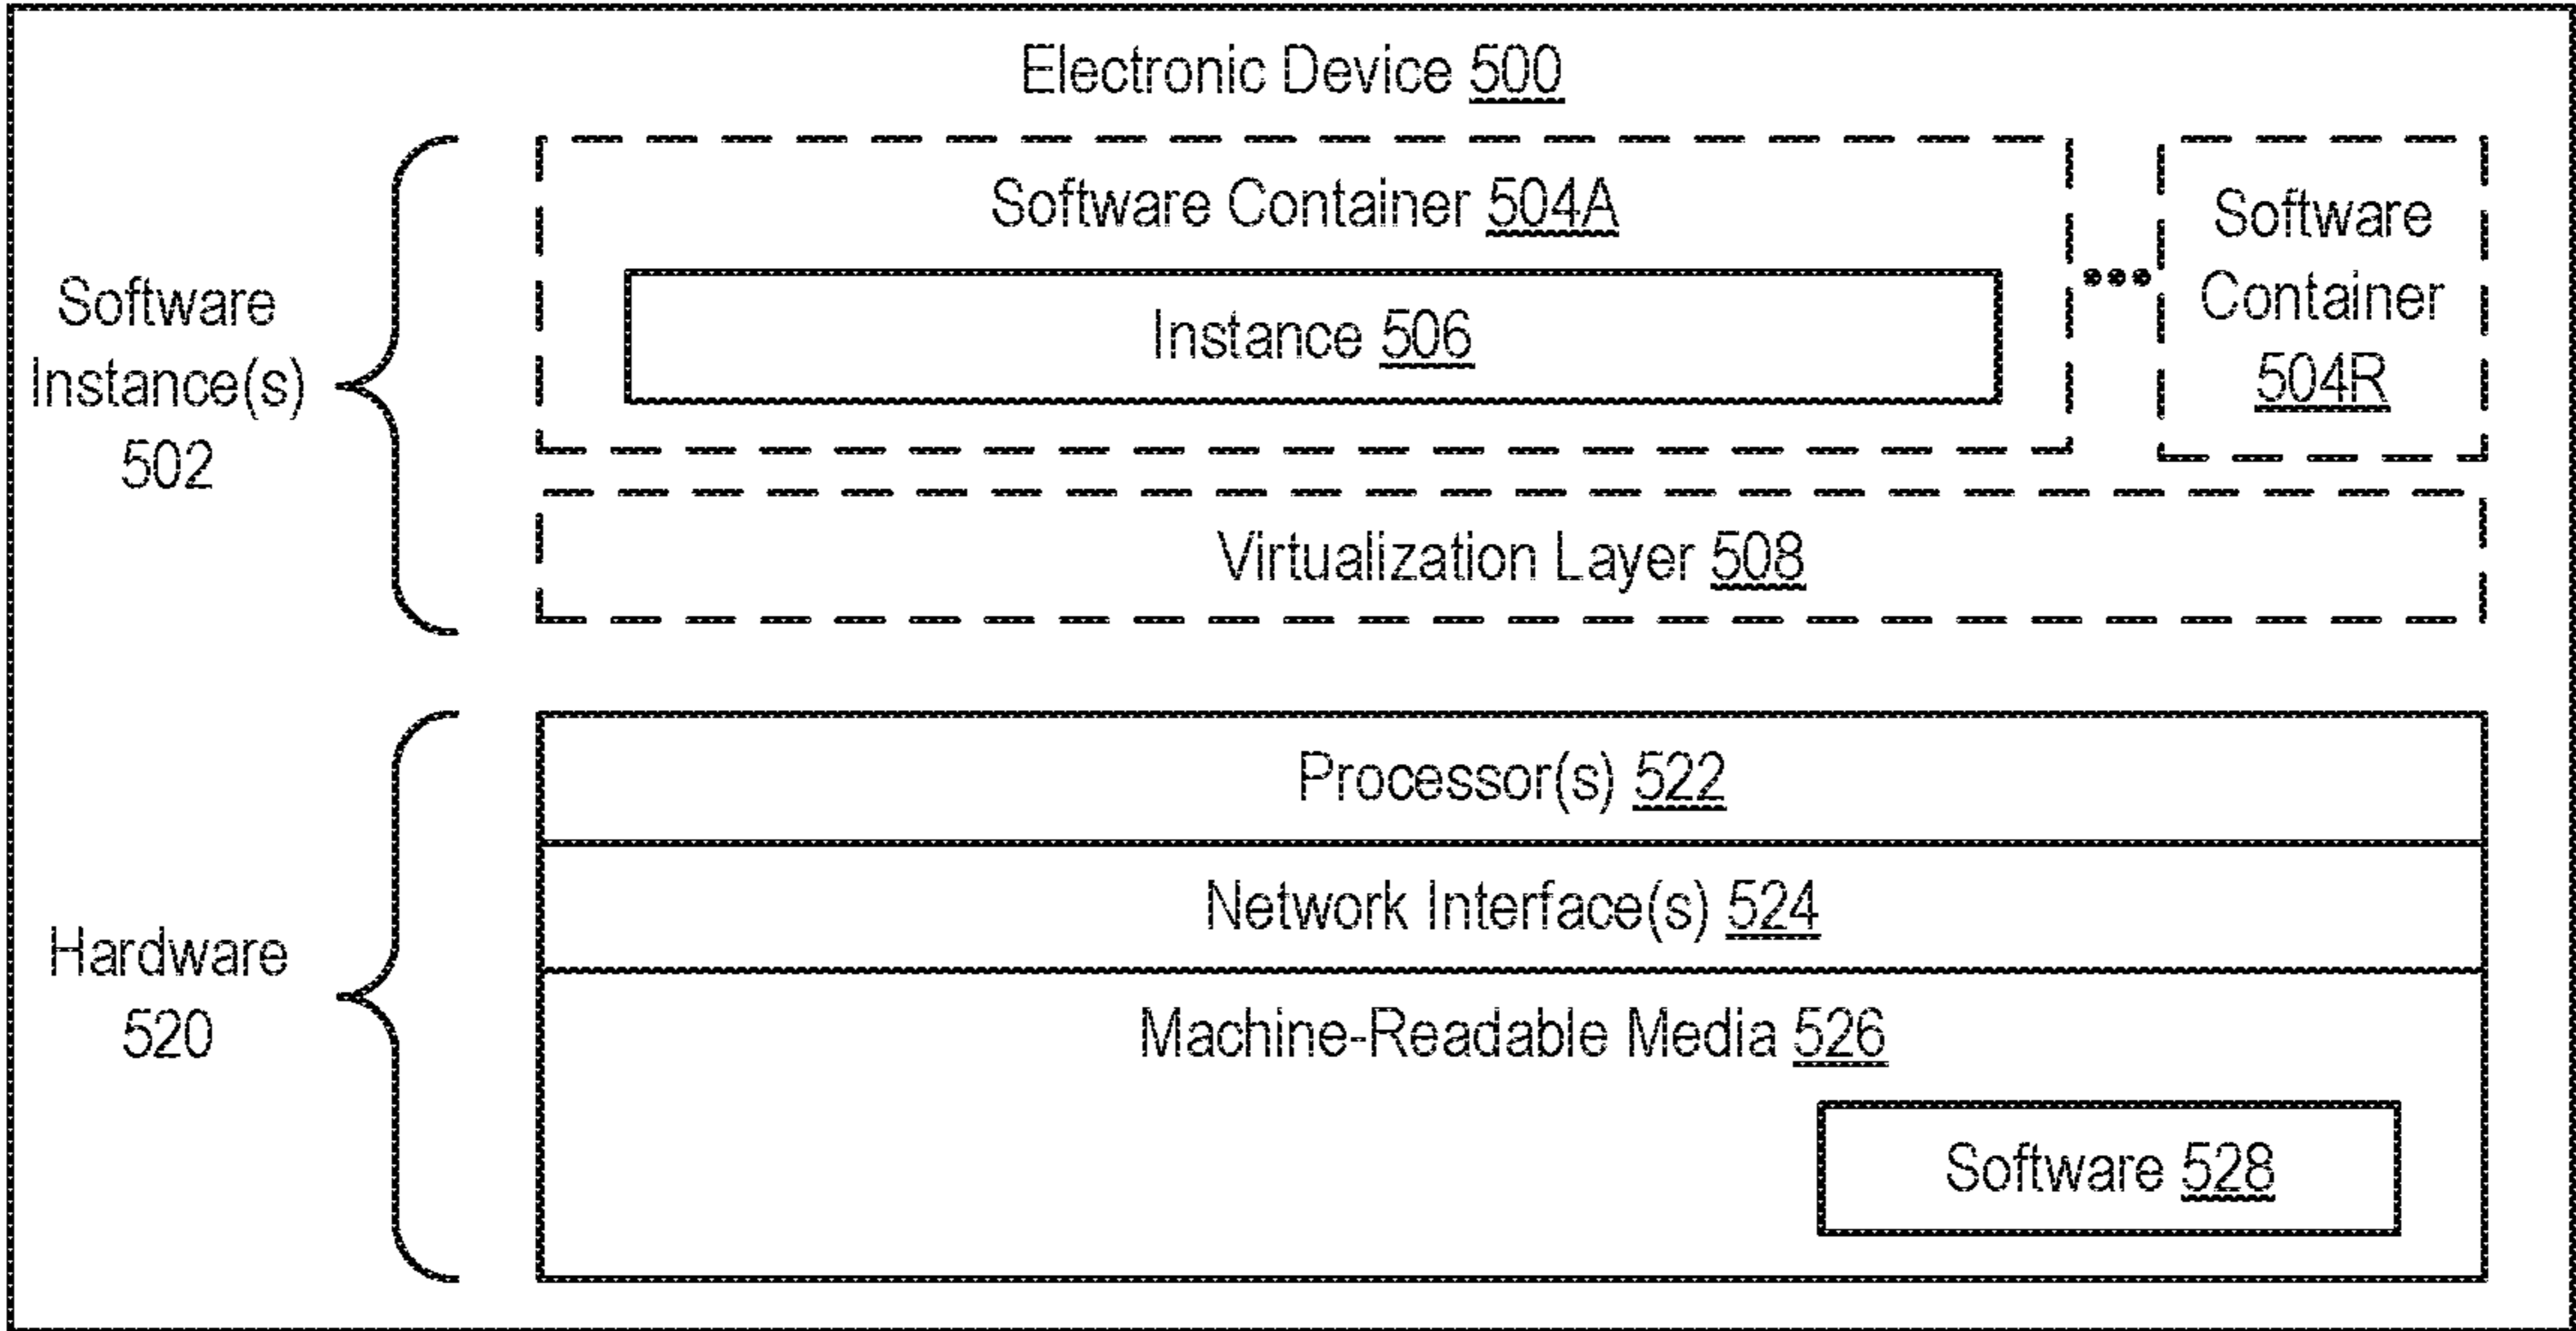 Electronic Device 500
Software Container 504A
Instance 506
Software
Container
504R
Software
Instance(s)
502
Virtualization Layer 508
Processor(s) 522
Network Interface(s) 524
Hardware
520
Machine-Readable Media 526
Software 528